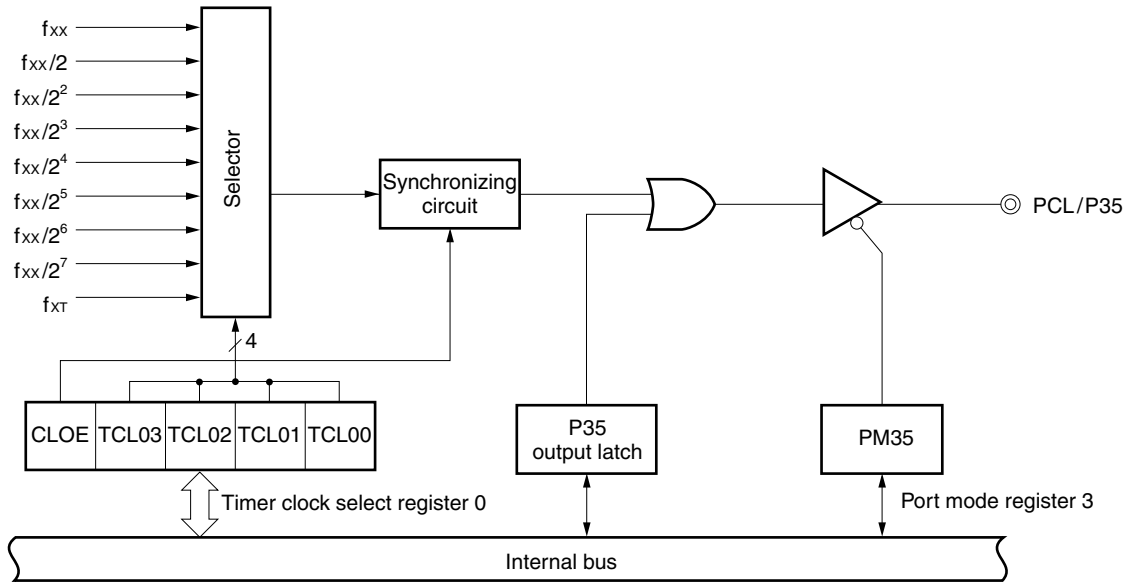 fXX
fXX/2
fXX/2²
fXX/2³
fXX/2⁴
fXX/2⁵
fXX/2⁶
fXX/2⁷
fXT
Selector
4
Synchronizing
circuit
PCL/P35
CLOE TCL03 TCL02 TCL01 TCL00
P35
output latch
PM35
Timer clock select register 0
Port mode register 3
Internal bus